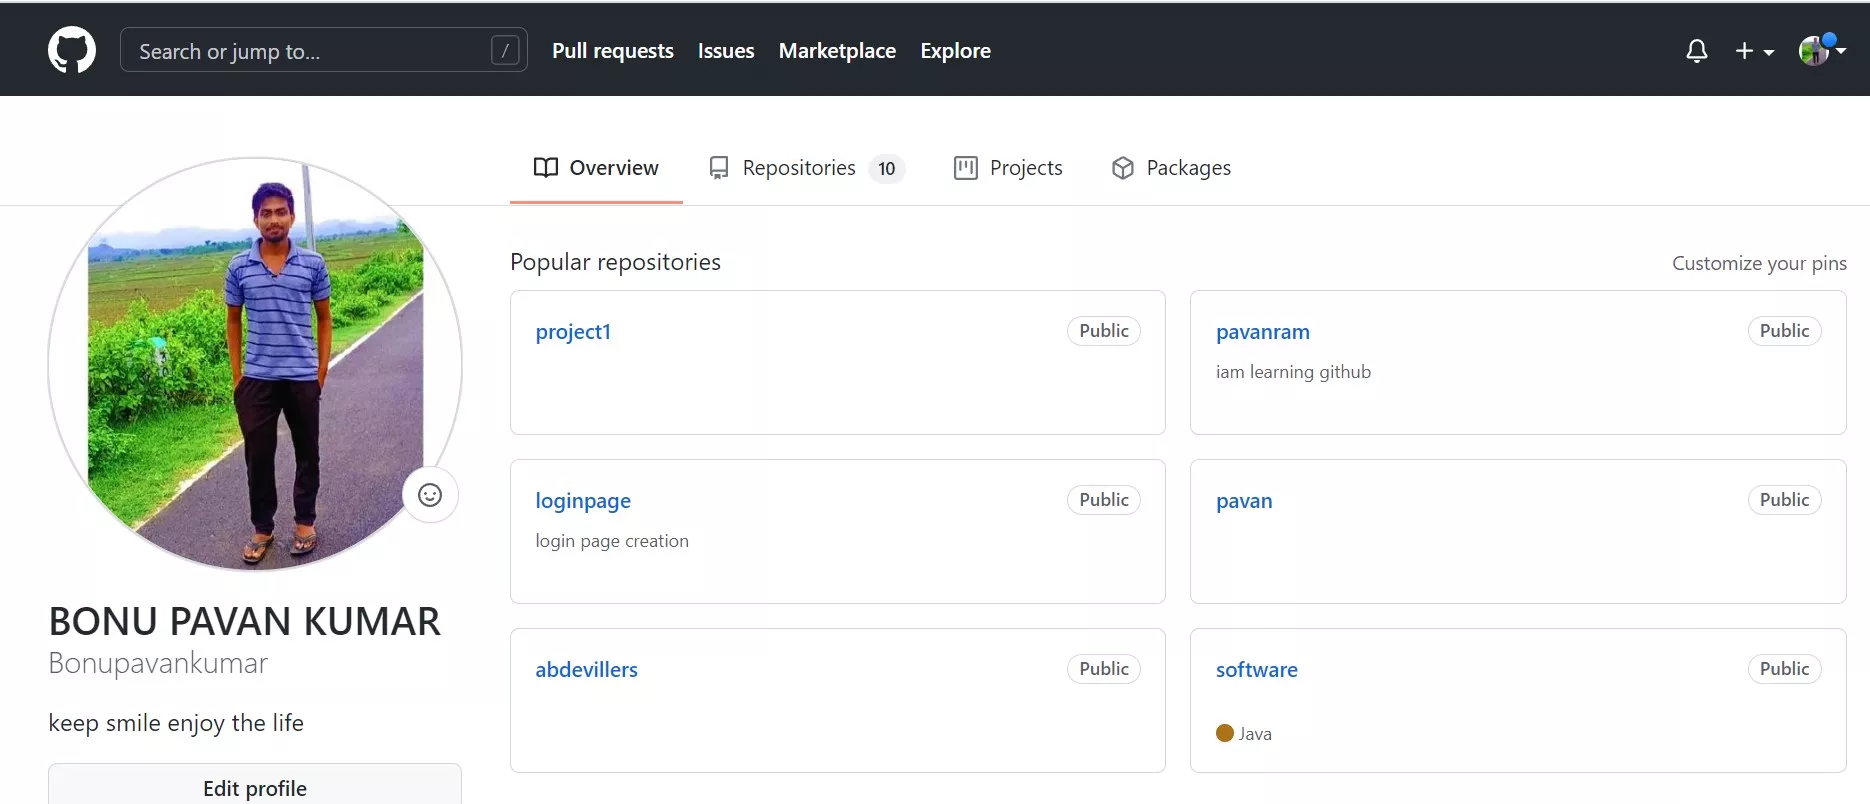 Search or jump to... /
Pull requests Issues Marketplace Explore
Overview Repositories 10 Projects Packages
Popular repositories Customize your pins
project1 Public
pavanram Public
iam learning github
loginpage Public
login page creation
pavan Public
abdevillers Public
software Public
Java
BONU PAVAN KUMAR
Bonupavankumar
keep smile enjoy the life
Edit profile